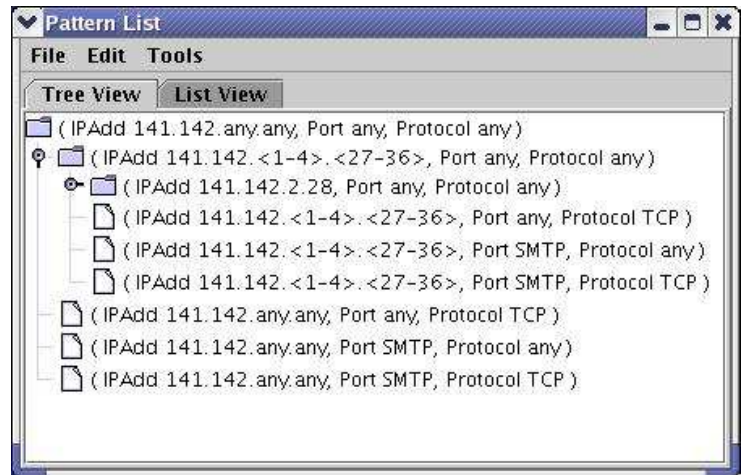 Pattern List
File Edit Tools
Tree View List View
( IPAdd 141.142.any.any, Port any, Protocol any )
( IPAdd 141.142.<1-4>.<27-36>, Port any, Protocol any )
( IPAdd 141.142.2.28, Port any, Protocol any )
( IPAdd 141.142.<1-4>.<27-36>, Port any, Protocol TCP )
( IPAdd 141.142.<1-4>.<27-36>, Port SMTP, Protocol any )
( IPAdd 141.142.<1-4>.<27-36>, Port SMTP, Protocol TCP )
( IPAdd 141.142.any.any, Port any, Protocol TCP )
( IPAdd 141.142.any.any, Port SMTP, Protocol any )
( IPAdd 141.142.any.any, Port SMTP, Protocol TCP )